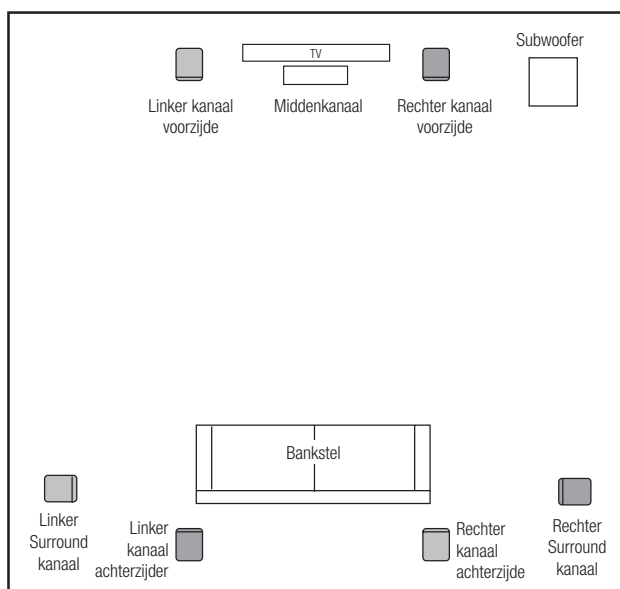 Subwoofer
TV
Linker kanaal
voorzijde
Middenkanaal
Rechter kanaal
voorzijde
Bankstel
Linker
Surround
kanaal
Linker
kanaal
achterzijder
Rechter
kanaal
achterzijde
Rechter
Surround
kanaal